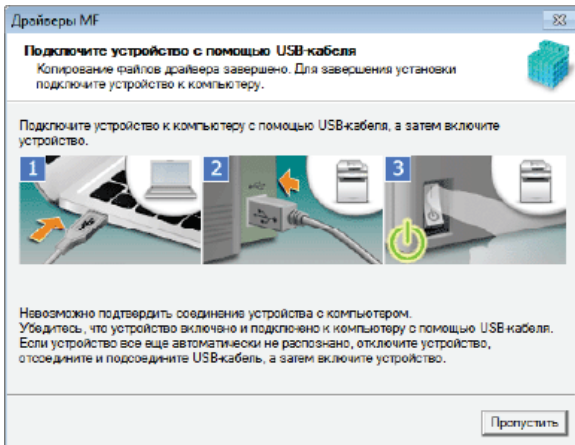 Драйверы MF
Подключите устройство с помощью USB-кабеля
Копирование файлов драйвера завершено. Для завершения установки
подключите устройство к компьютеру.
Подключите устройство к компьютеру с помощью USB-кабеля, а затем включите
устройство.
1 2 3
Невозможно подтвердить соединение устройства с компьютером.
Убедитесь, что устройство включено и подключено к компьютеру с помощью USB-кабеля.
Если устройство все еще автоматически не распознано, отключите устройство,
отсоедините и подсоедините USB-кабель, а затем включите устройство.
Пропустить